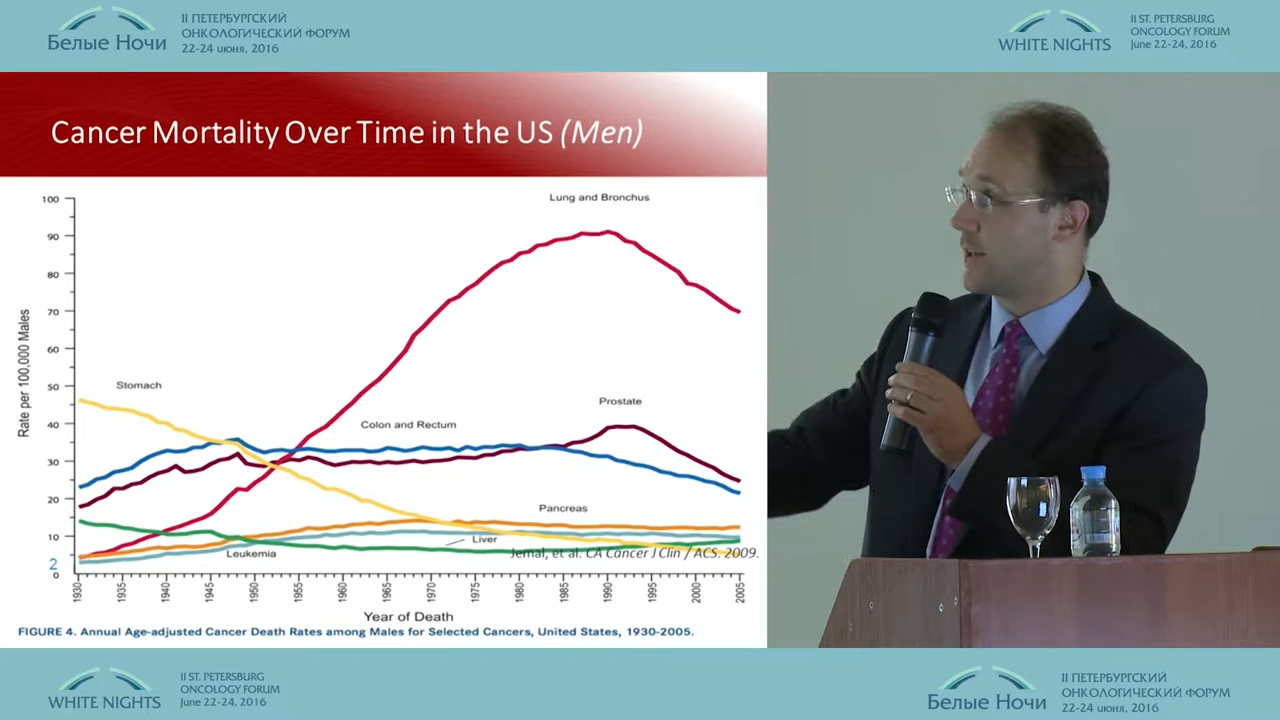 Белые Ночи
II ПЕТЕРБУРГСКИЙ
ОНКОЛОГИЧЕСКИЙ ФОРУМ
22-24 июня, 2016
WHITE NIGHTS
II ST. PETERSBURG
ONCOLOGY FORUM
June 22-24, 2016
Cancer Mortality Over Time in the US (Men)
Rate per 100,000 Males
100
90
80
70
60
50
40
30
20
10
0
2
Lung and Bronchus
Stomach
Prostate
Colon and Rectum
Pancreas
Liver
Leukemia
Jemal, et al. CA Cancer J Clin / ACS. 2009.
1930
1935
1940
1945
1950
1955
1960
1965
1970
1975
1980
1985
1990
1995
2000
2005
Year of Death
FIGURE 4. Annual Age-adjusted Cancer Death Rates among Males for Selected Cancers, United States, 1930-2005.
WHITE NIGHTS
II ST. PETERSBURG
ONCOLOGY FORUM
June 22-24, 2016
Белые Ночи
II ПЕТЕРБУРГСКИЙ
ОНКОЛОГИЧЕСКИЙ ФОРУМ
22-24 июня, 2016